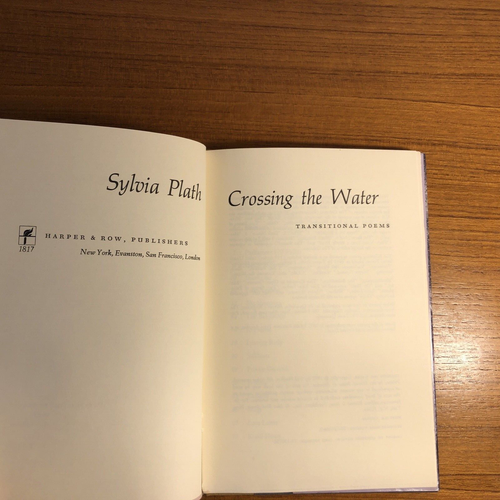 Sylvia Plath
HARPER & ROW, PUBLISHERS
1817
New York, Evanston, San Francisco, London
Crossing the Water
TRANSITIONAL POEMS